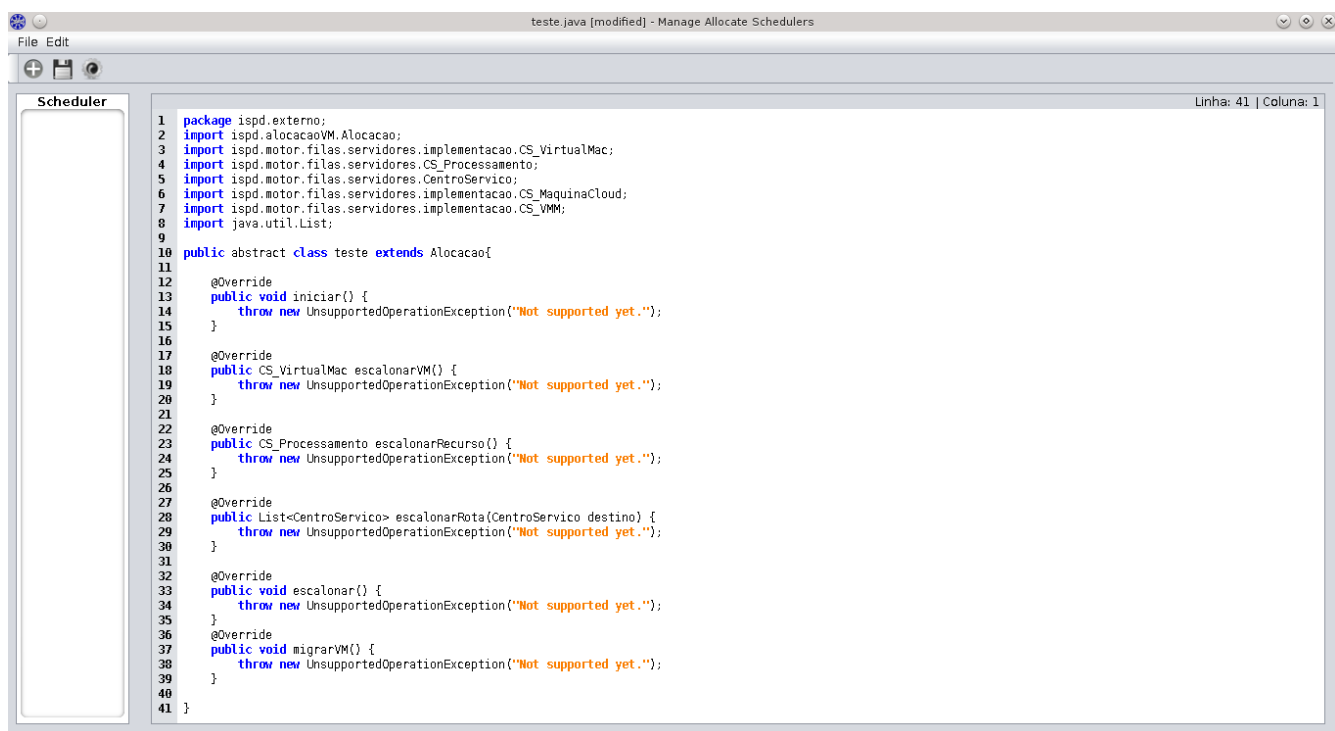 teste.java [modified] - Manage Allocate Schedulers
File Edit
Scheduler
Linha: 41 | Coluna: 1
1 package ispd.externo;
2 import ispd.alocacaoVM.Alocacao;
3 import ispd.motor.filas.servidores.implementacao.CS_VirtualMac;
4 import ispd.motor.filas.servidores.CS_Processamento;
5 import ispd.motor.filas.servidores.CentroServico;
6 import ispd.motor.filas.servidores.implementacao.CS_MaquinaCloud;
7 import ispd.motor.filas.servidores.implementacao.CS_VMM;
8 import java.util.List;
9
10 public abstract class teste extends Alocacao{
11
12     @Override
13     public void iniciar() {
14         throw new UnsupportedOperationException("Not supported yet.");
15     }
16
17     @Override
18     public CS_VirtualMac escalonarVM() {
19         throw new UnsupportedOperationException("Not supported yet.");
20     }
21
22     @Override
23     public CS_Processamento escalonarRecurso() {
24         throw new UnsupportedOperationException("Not supported yet.");
25     }
26
27     @Override
28     public List<CentroServico> escalonarRota(CentroServico destino) {
29         throw new UnsupportedOperationException("Not supported yet.");
30     }
31
32     @Override
33     public void escalonar() {
34         throw new UnsupportedOperationException("Not supported yet.");
35     }
36     @Override
37     public void migrarVM() {
38         throw new UnsupportedOperationException("Not supported yet.");
39     }
40
41 }